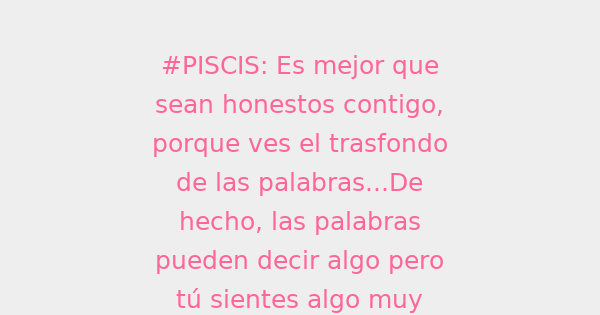 #PISCIS: Es mejor que
sean honestos contigo,
porque ves el trasfondo
de las palabras...De
hecho, las palabras
pueden decir algo pero
tú sientes algo muy